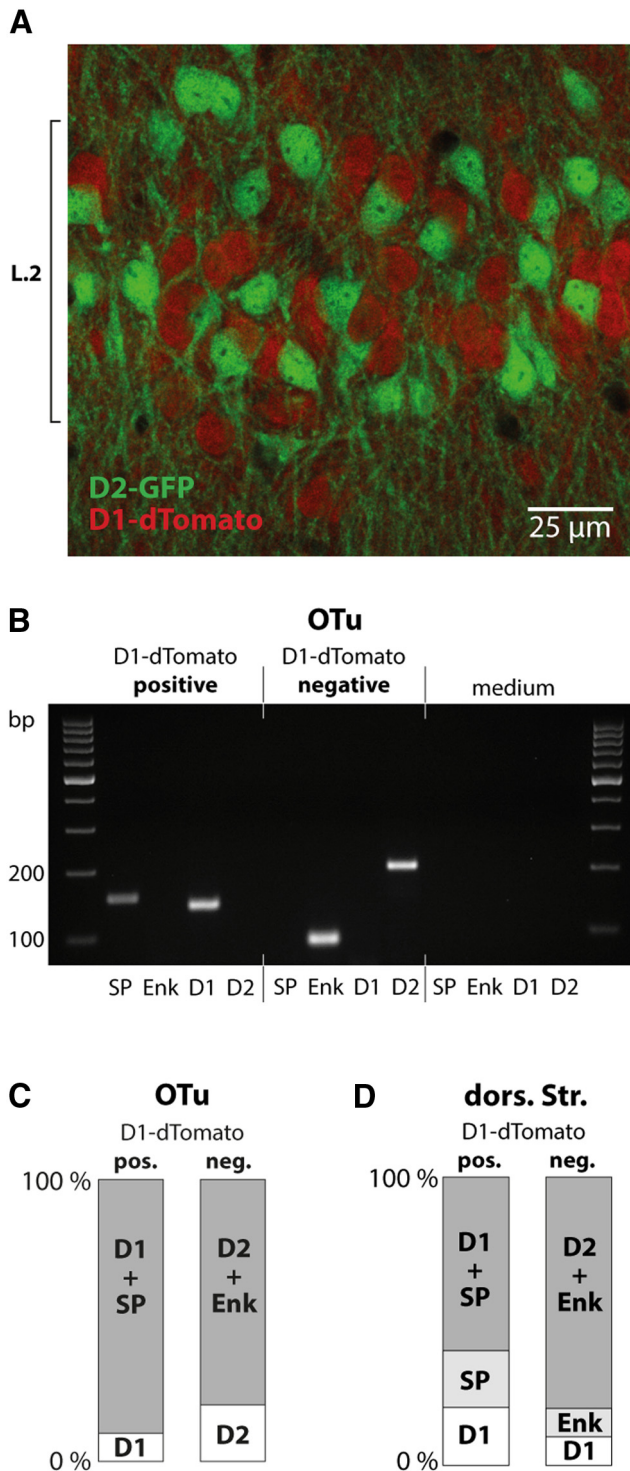 A
L.2
D2-GFP
D1-dTomato
25 µm
B
OTu
D1-dTomato
positive
D1-dTomato
negative
medium
bp
200
100
SP Enk D1 D2 SP Enk D1 D2 SP Enk D1 D2
C
OTu
D1-dTomato
pos. neg.
100 %
D1
+
SP
D2
+
Enk
D1
D2
0 %
D
dors. Str.
D1-dTomato
pos. neg.
100 %
D1
+
SP
D2
+
Enk
SP
D1
Enk
D1
0 %